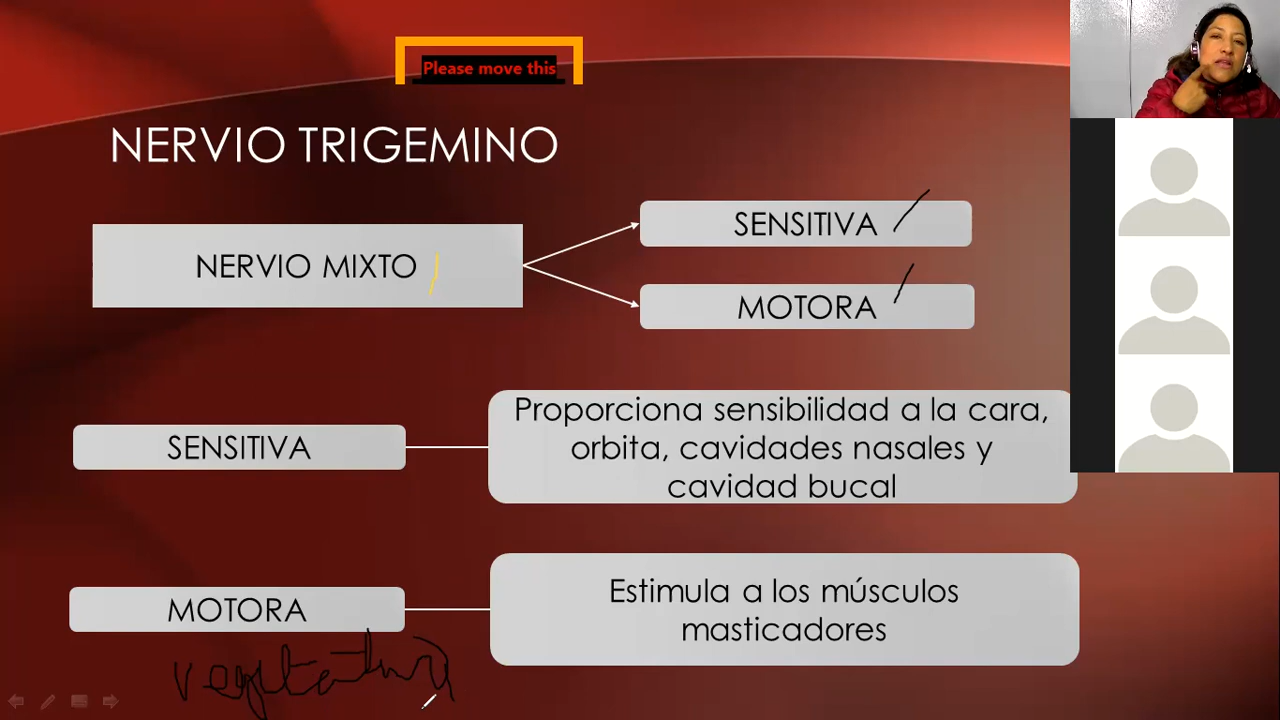 Please move this
NERVIO TRIGEMINO
NERVIO MIXTO
SENSITIVA
MOTORA
SENSITIVA
Proporciona sensibilidad a la cara,
orbita, cavidades nasales y
cavidad bucal
MOTORA
Estimula a los músculos
masticadores